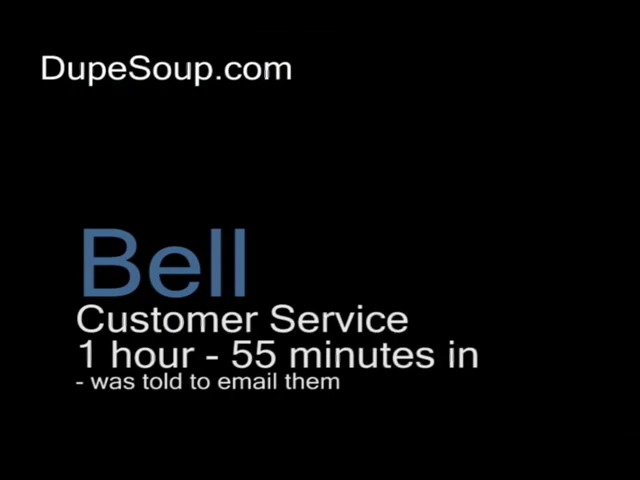 DupeSoup.com
Bell
Customer Service
1 hour - 55 minutes in
- was told to email them